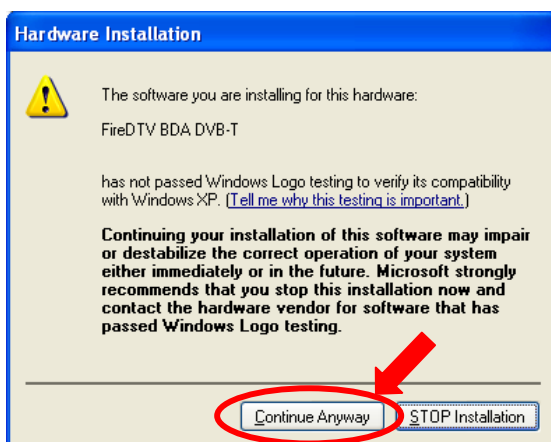 Hardware Installation
The software you are installing for this hardware:
FireDTV BDA DVB-T
has not passed Windows Logo testing to verify its compatibility
with Windows XP. (Tell me why this testing is important.)
Continuing your installation of this software may impair
or destabilize the correct operation of your system
either immediately or in the future. Microsoft strongly
recommends that you stop this installation now and
contact the hardware vendor for software that has
passed Windows Logo testing.
Continue Anyway
STOP Installation